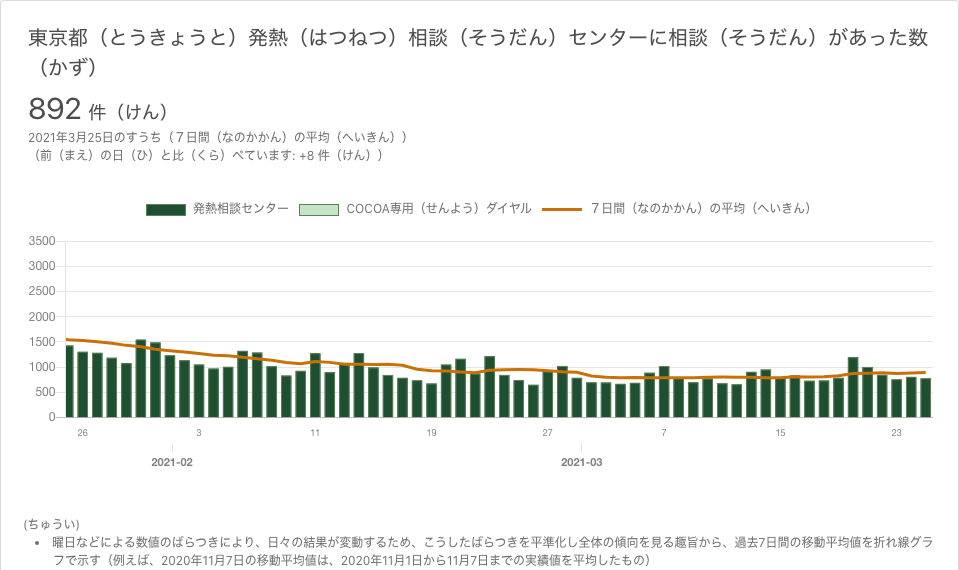 東京都（とうきょうと）発熱（はつねつ）相談（そうだん）センターに相談（そうだん）があった数
（かず）
892 件（けん）
2021年3月25日のすうち（７日間（なのかかん）の平均（へいきん））
（前（まえ）の日（ひ）と比（くら）べています: +8 件（けん））
発熱相談センター COCOA専用（せんよう）ダイヤル ７日間（なのかかん）の平均（へいきん）
3500
3000
2500
2000
1500
1000
500
0
26 3 11 19 27 7 15 23
2021-02 2021-03
(ちゅうい)
• 曜日などによる数値のばらつきにより、日々の結果が変動するため、こうしたばらつきを平準化し全体の傾向を見る趣旨から、過去7日間の移動平均値を折れ線グラ
フで示す（例えば、2020年11月7日の移動平均値は、2020年11月1日から11月7日までの実績値を平均したもの）